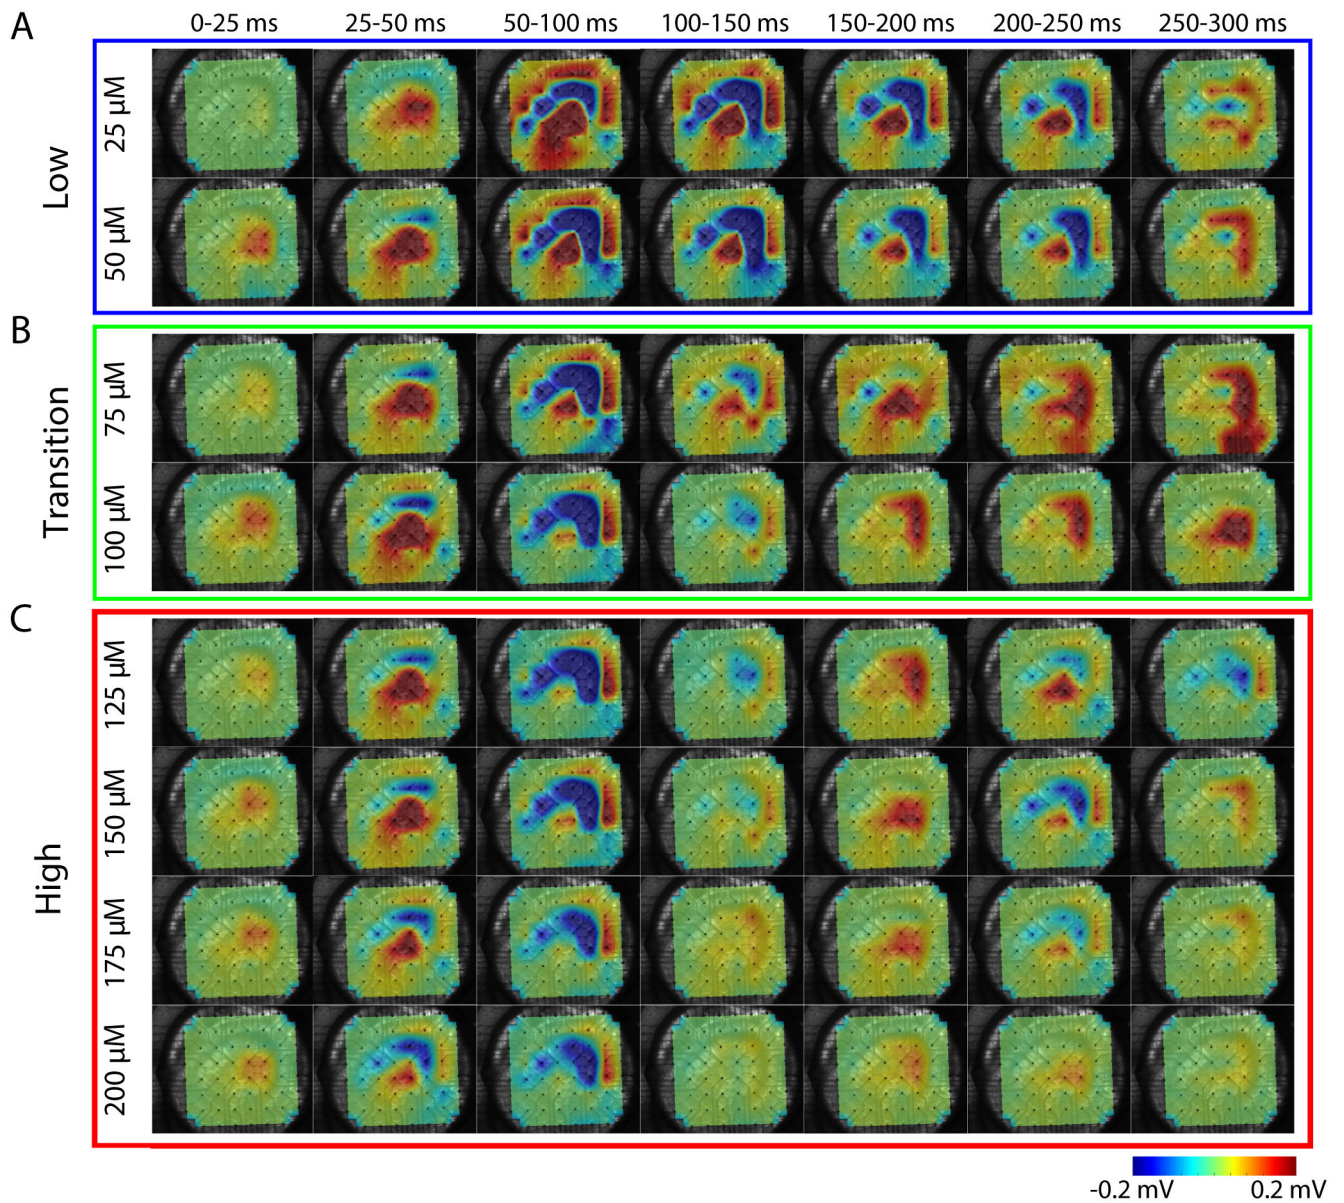 A
0-25 ms 25-50 ms 50-100 ms 100-150 ms 150-200 ms 200-250 ms 250-300 ms
Low
25 µM
50 µM
B
Transition
75 µM
100 µM
C
High
125 µM
150 µM
175 µM
200 µM
-0.2 mV 0.2 mV